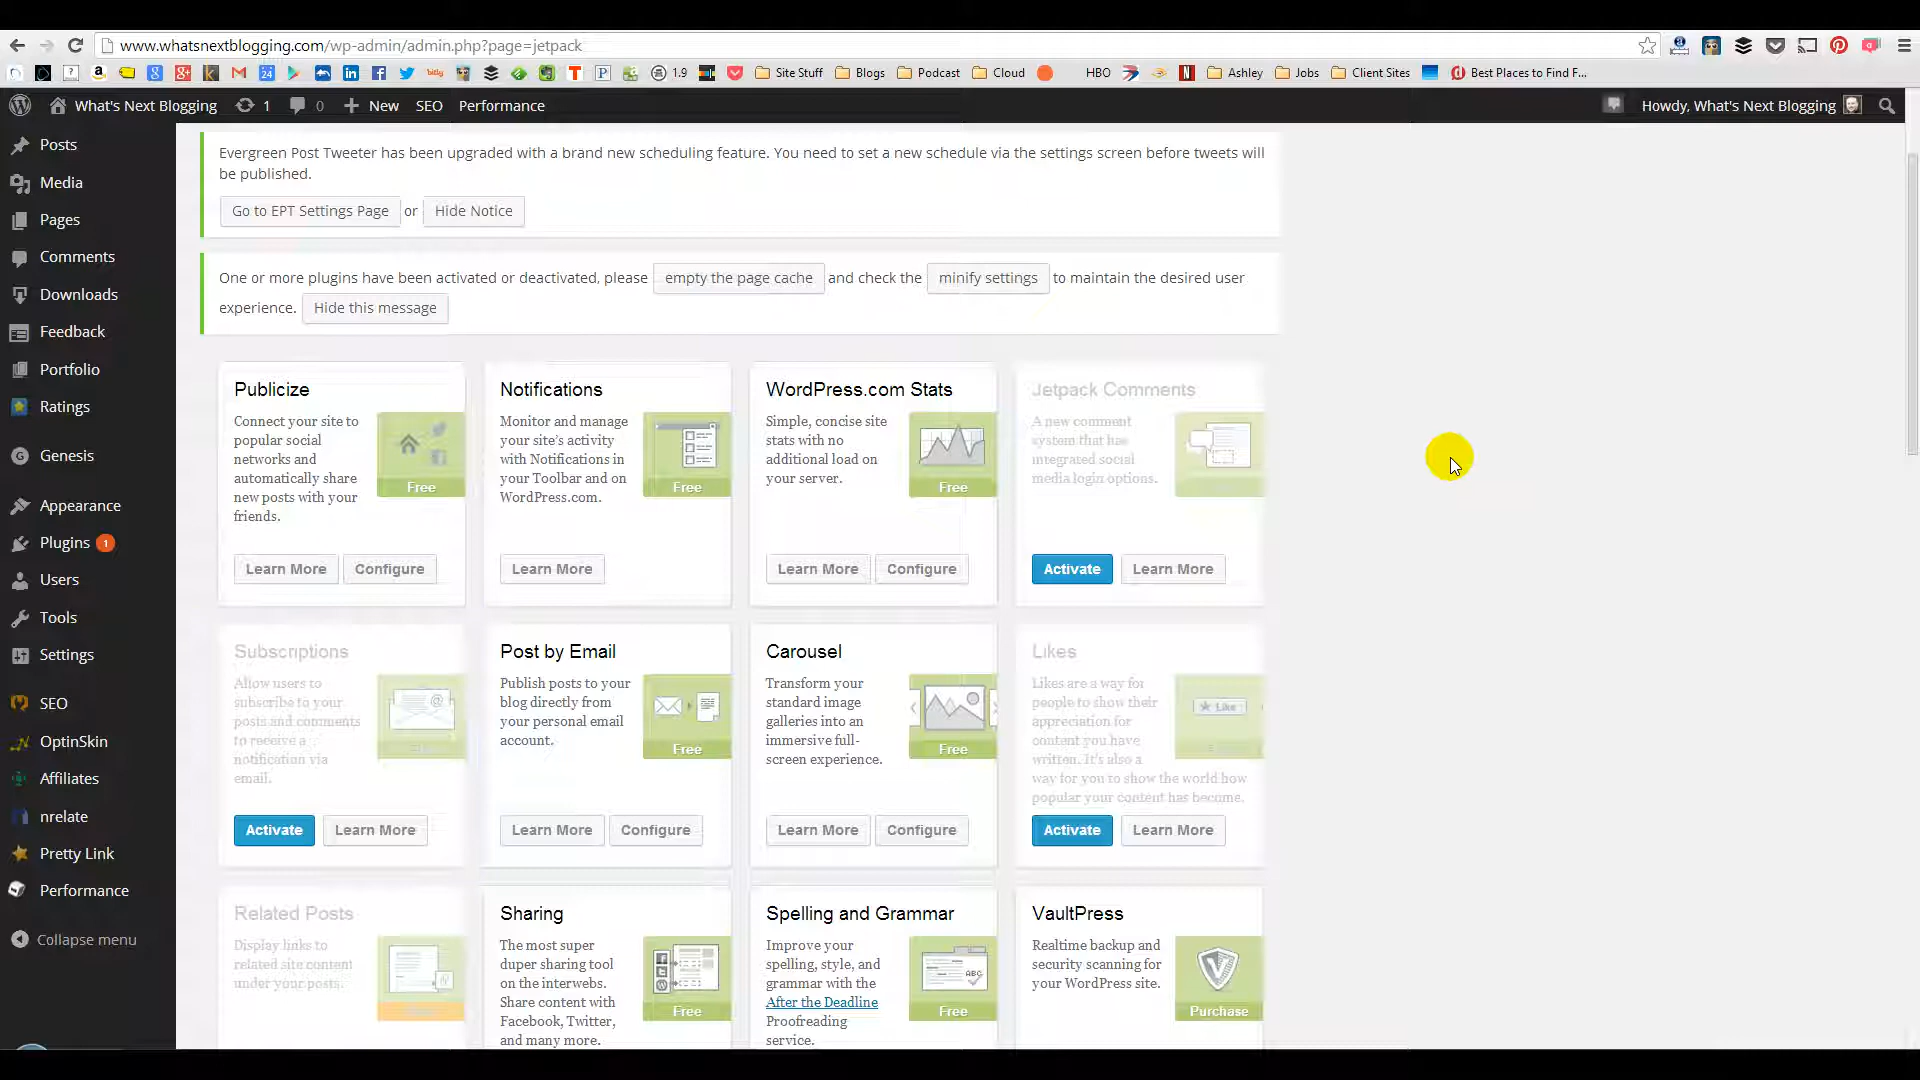 www.whatsnextblogging.com/wp-admin/admin.php?page=jetpack
bitly 1.9 Site Stuff Blogs Podcast Cloud HBO Ashley Jobs Client Sites Best Places to Find F...
What's Next Blogging 1 0 New SEO Performance Howdy, What's Next Blogging
Posts
Media
Pages
Comments
Downloads
Feedback
Portfolio
Ratings
Genesis
Appearance
Plugins 1
Users
Tools
Settings
SEO
OptinSkin
Affiliates
nrelate
Pretty Link
Performance
Collapse menu
Evergreen Post Tweeter has been upgraded with a brand new scheduling feature. You need to set a new schedule via the settings screen before tweets will
be published.
Go to EPT Settings Page or Hide Notice
One or more plugins have been activated or deactivated, please empty the page cache and check the minify settings to maintain the desired user
experience. Hide this message
Publicize
Connect your site to
popular social
networks and
automatically share
new posts with your
friends.
Free
Learn More Configure
Notifications
Monitor and manage
your site's activity
with Notifications in
your Toolbar and on
WordPress.com.
Free
Learn More
WordPress.com Stats
Simple, concise site
stats with no
additional load on
your server.
Free
Learn More Configure
Jetpack Comments
A new comment
system that has
integrated social
media login options.
Activate Learn More
Subscriptions
Allow users to
subscribe to your
posts and comments
to receive a
notification via
email.
Activate Learn More
Post by Email
Publish posts to your
blog directly from
your personal email
account.
Free
Learn More Configure
Carousel
Transform your
standard image
galleries into an
immersive full-
screen experience.
Free
Learn More Configure
Likes
Likes are a way for
people to show their
appreciation for
content you have
written. It's also a
way for you to show the world how
popular your content has become.
Like
Activate Learn More
Related Posts
Display links to
related site content
under your posts.
Sharing
The most super
duper sharing tool
on the interwebs.
Share content with
Facebook, Twitter,
and many more.
Free
Spelling and Grammar
Improve your
spelling, style, and
grammar with the
After the Deadline
Proofreading
service.
ABC
Free
VaultPress
Realtime backup and
security scanning for
your WordPress site.
Purchase